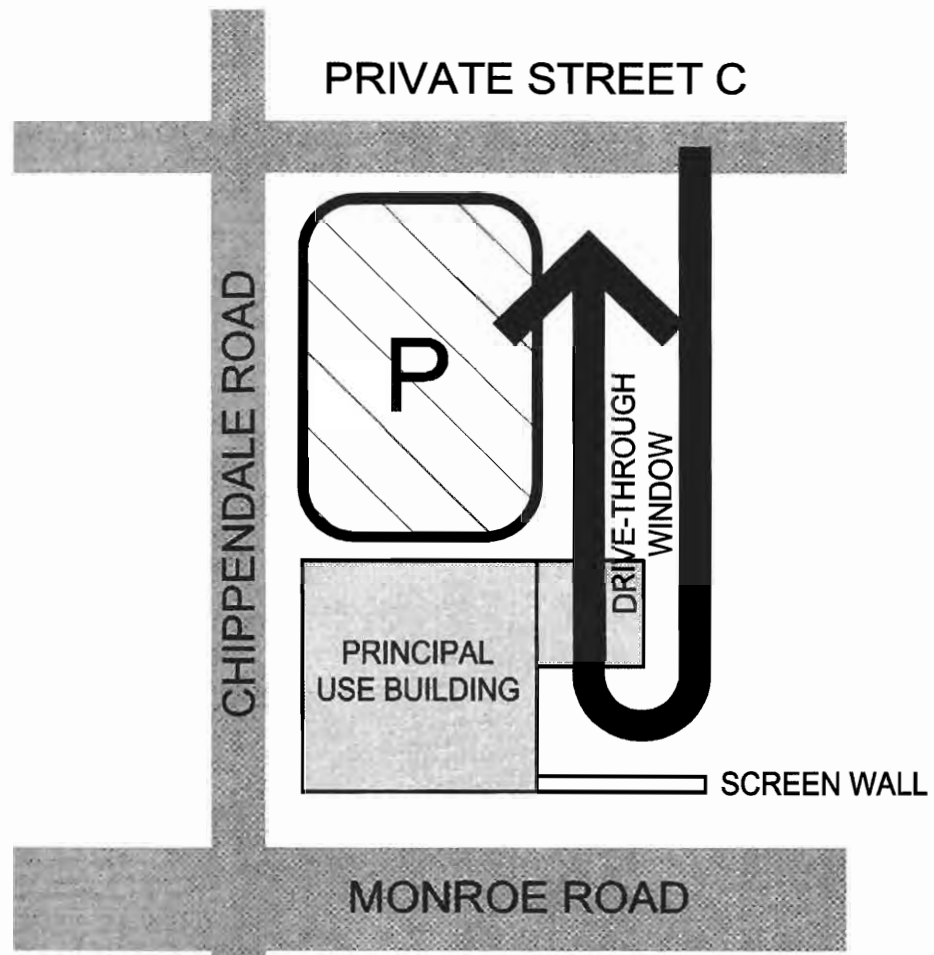 PRIVATE STREET C
CHIPPENDALE ROAD
P
DRIVE-THROUGH
WINDOW
PRINCIPAL
USE BUILDING
SCREEN WALL
MONROE ROAD